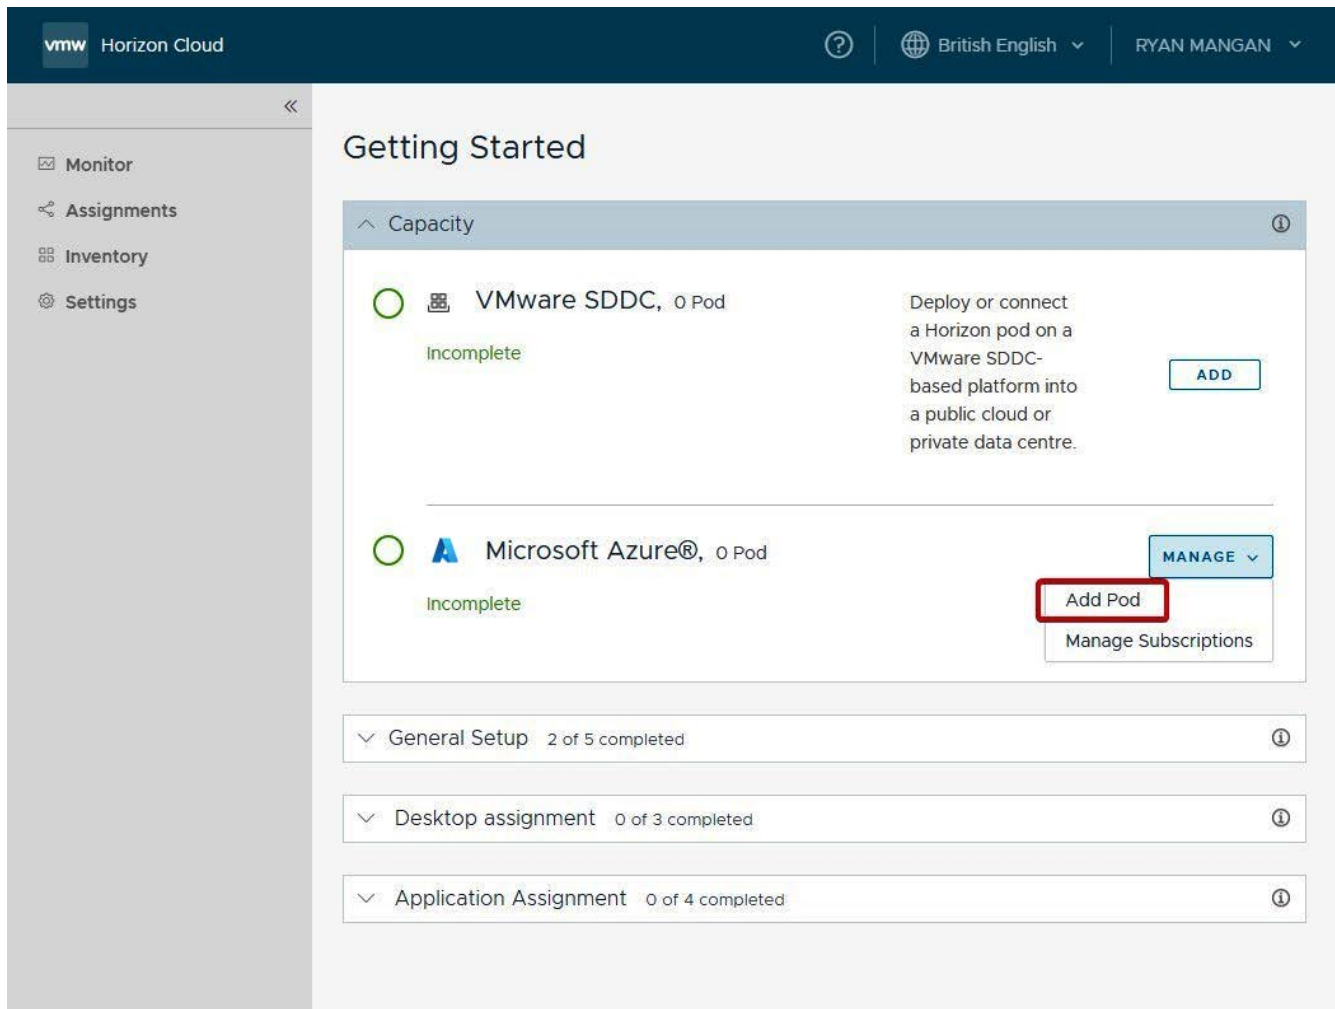 vmw Horizon Cloud British English RYAN MANGAN
Monitor
Assignments
Inventory
Settings
Getting Started
Capacity
VMware SDDC, 0 Pod
Incomplete
Deploy or connect
a Horizon pod on a
VMware SDDC-
based platform into
a public cloud or
private data centre.
ADD
Microsoft Azure®, 0 Pod
Incomplete
MANAGE
Add Pod
Manage Subscriptions
General Setup 2 of 5 completed
Desktop assignment 0 of 3 completed
Application Assignment 0 of 4 completed